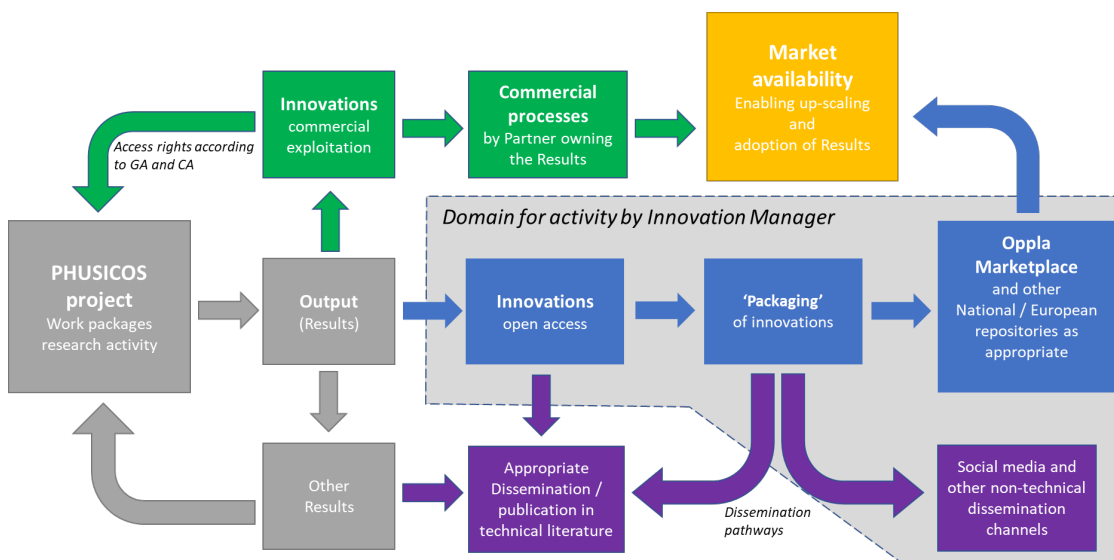 Innovations
commercial
exploitation
Commercial
processes
by Partner owning
the Results
Market
availability
Enabling up-scaling
and
adoption of Results
Access rights according
to GA and CA
Domain for activity by Innovation Manager
PHUSICOS
project
Work packages
research activity
Output
(Results)
Innovations
open access
‘Packaging’
of innovations
Oppla
Marketplace
and other
National / European
repositories as
appropriate
Other
Results
Appropriate
Dissemination /
publication in
technical literature
Dissemination
pathways
Social media and
other non-technical
dissemination
channels